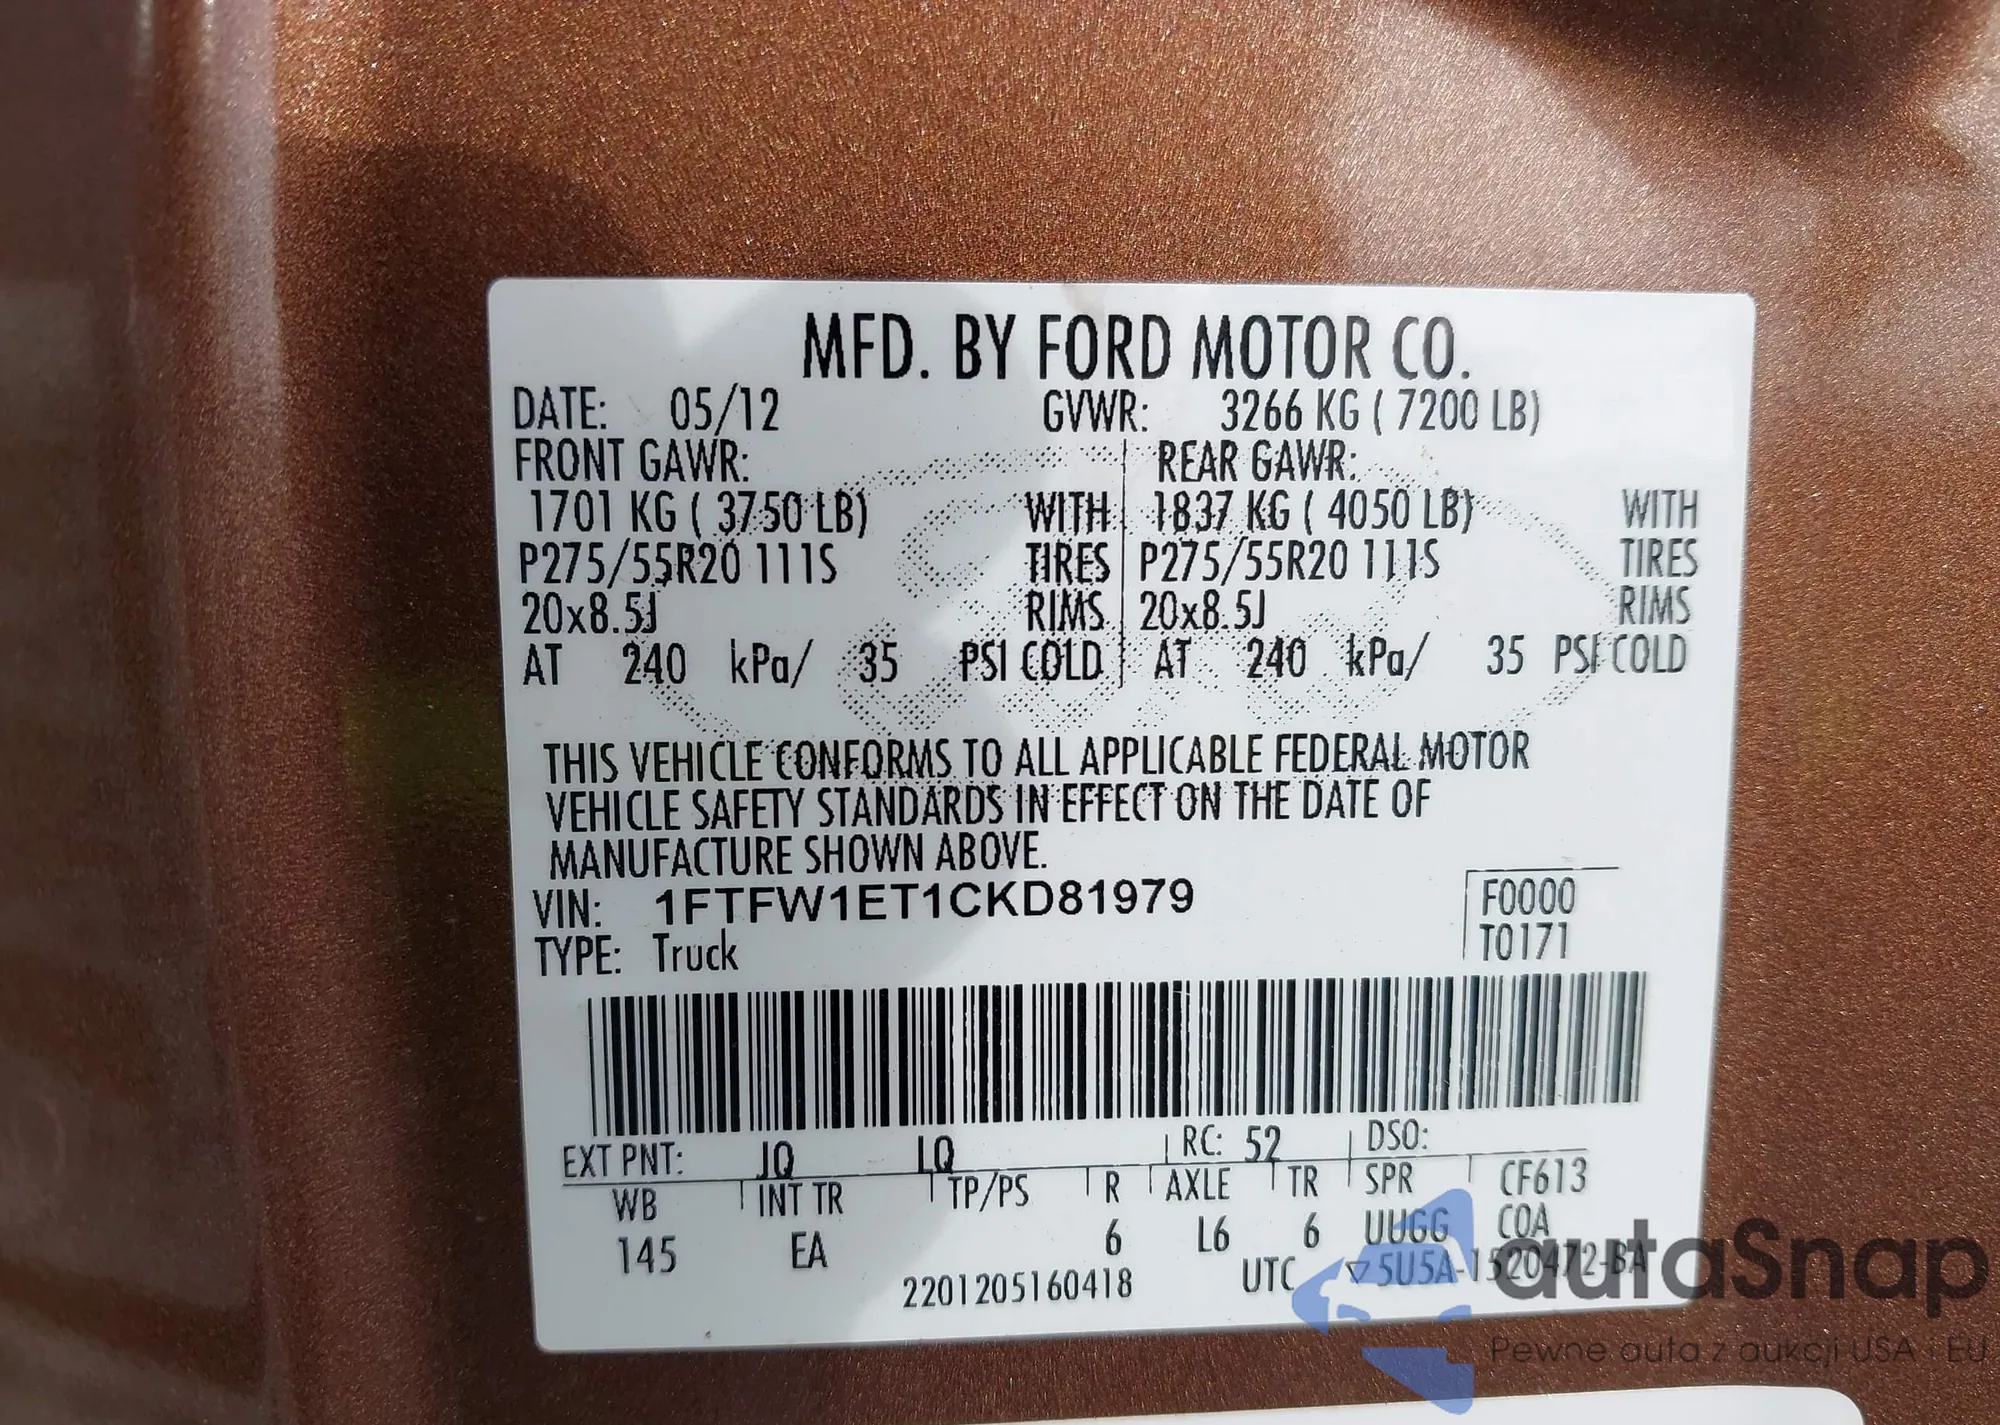 MFD. BY FORD MOTOR CO.
DATE: 05/12 GVWR: 3266 KG ( 7200 LB)
FRONT GAWR: REAR GAWR:
1701 KG ( 3750 LB) WITH 1837 KG ( 4050 LB) WITH
P275/55R20 111S TIRES P275/55R20 111S TIRES
20x8.5J RIMS 20x8.5J RIMS
AT 240 kPa/ 35 PSI COLD AT 240 kPa/ 35 PSI COLD
THIS VEHICLE CONFORMS TO ALL APPLICABLE FEDERAL MOTOR
VEHICLE SAFETY STANDARDS IN EFFECT ON THE DATE OF
MANUFACTURE SHOWN ABOVE.
VIN: 1FTFW1ET1CKD81979 F0000
TYPE: Truck T0171
EXT PNT: JQ LQ RC: 52 DSO:
WB INT TR TP/PS R AXLE TR SPR CF613
145 EA 6 L6 6 UUGG COA
2201205160418 UTC ▽5U5A-1520472-BA
autaSnap
Pewne auta z aukcji USA i EU